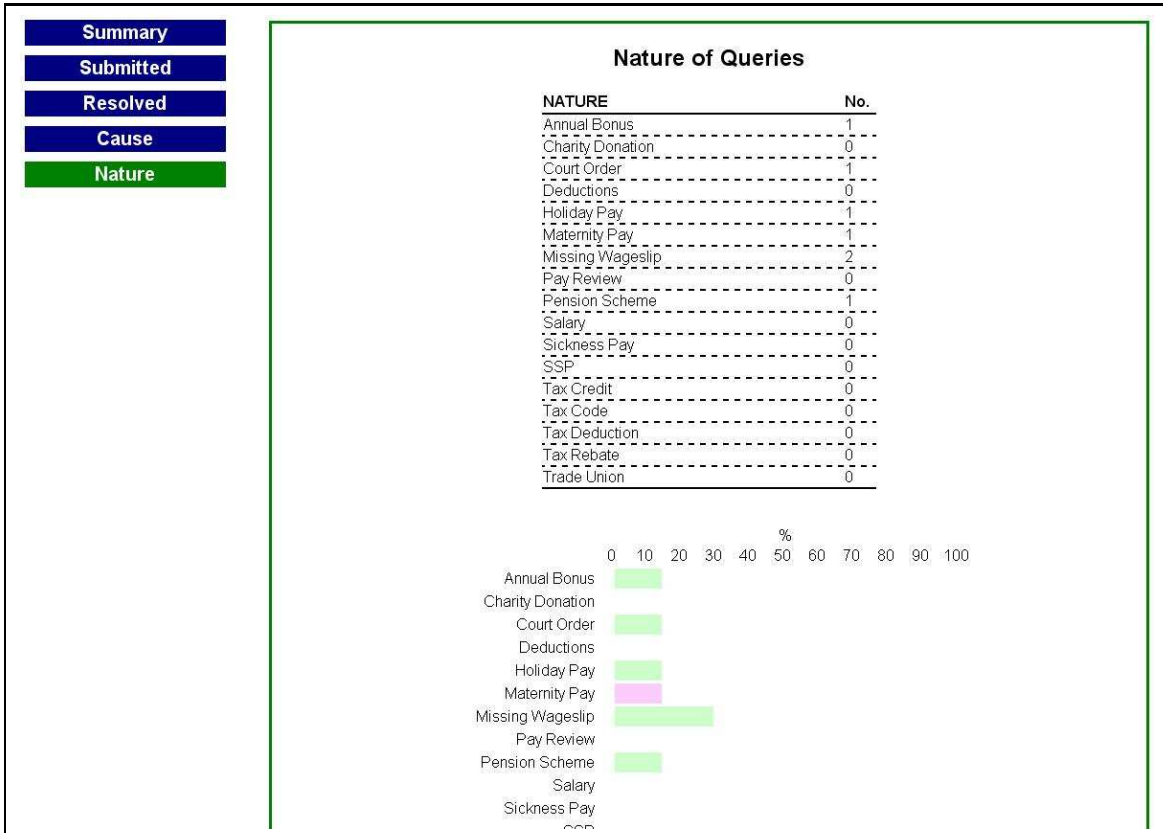 Summary
Submitted
Resolved
Cause
Nature
Nature of Queries
NATURE No.
Annual Bonus 1
Charity Donation 0
Court Order 1
Deductions 0
Holiday Pay 1
Maternity Pay 1
Missing Wageslip 2
Pay Review 0
Pension Scheme 1
Salary 0
Sickness Pay 0
SSP 0
Tax Credit 0
Tax Code 0
Tax Deduction 0
Tax Rebate 0
Trade Union 0
%
0 10 20 30 40 50 60 70 80 90 100
Annual Bonus
Charity Donation
Court Order
Deductions
Holiday Pay
Maternity Pay
Missing Wageslip
Pay Review
Pension Scheme
Salary
Sickness Pay